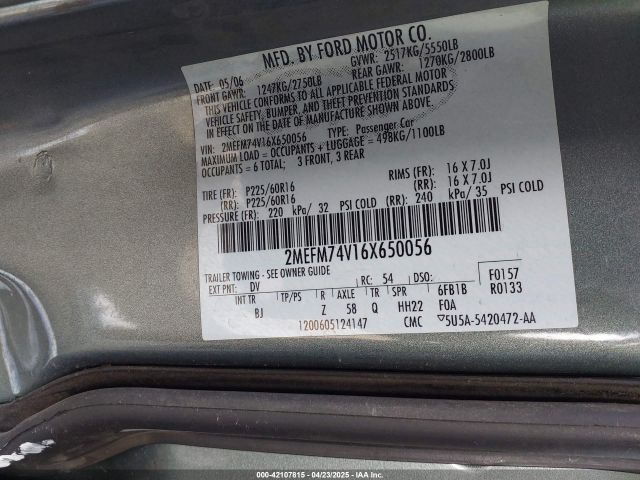 MFD. BY FORD MOTOR CO.
DATE: 05/06 GVWR: 2517KG/5550LB
FRONT GAWR: 1247KG/2750LB REAR GAWR: 1270KG/2800LB
THIS VEHICLE CONFORMS TO ALL APPLICABLE FEDERAL MOTOR
VEHICLE SAFETY, BUMPER, AND THEFT PREVENTION STANDARDS
IN EFFECT ON THE DATE OF MANUFACTURE SHOWN ABOVE.
VIN: 2MEFM74V16X650056 TYPE: Passenger Car
MAXIMUM LOAD = OCCUPANTS + LUGGAGE = 498KG/1100LB
OCCUPANTS = 6 TOTAL; 3 FRONT, 3 REAR
TIRE (FR): P225/60R16 RIMS (FR): 16 X 7.0J
(RR): P225/60R16 (RR): 16 X 7.0J
PRESSURE (FR): 220 kPa/ 32 PSI COLD (RR): 240 kPa/ 35 PSI COLD
2MEFM74V16X650056
TRAILER TOWING - SEE OWNER GUIDE
EXT PNT: DV RC: 54 DSO: F0157
INT TR TP/PS R AXLE TR SPR 6FB1B R0133
BJ Z 58 Q HH22 FOA
1200605124147 CMC ▽5U5A-5420472-AA
000-42107815 - 04/23/2025 - IAA Inc.